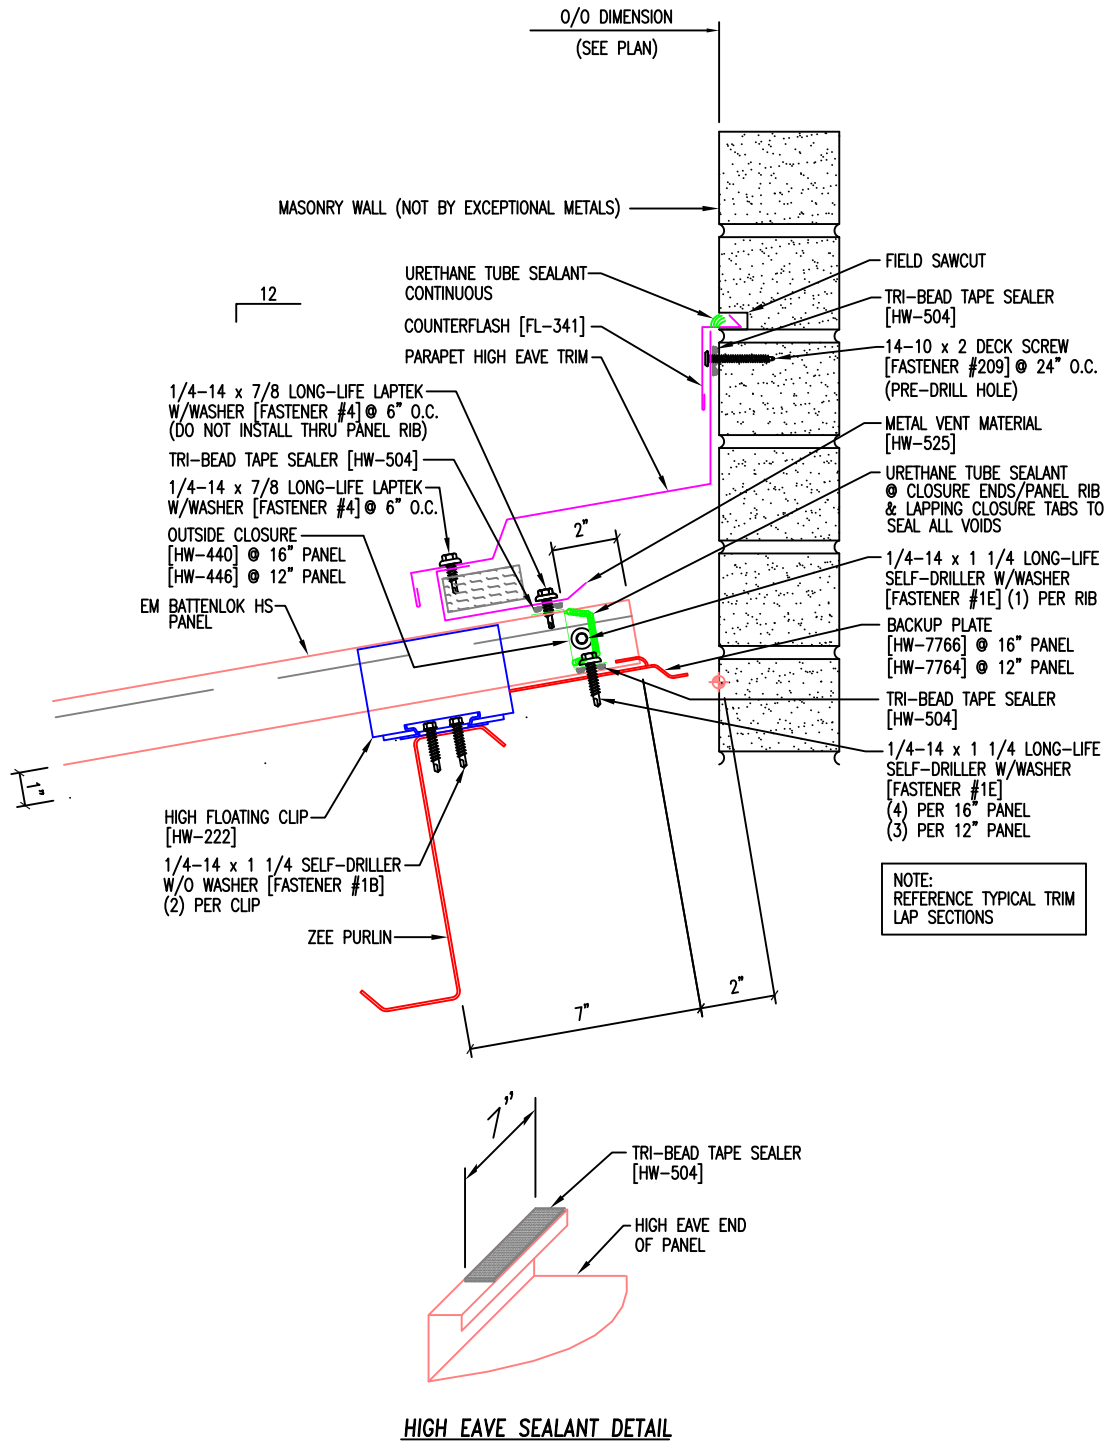 O/O DIMENSION
(SEE PLAN)
MASONRY WALL (NOT BY EXCEPTIONAL METALS)
12
URETHANE TUBE SEALANT
CONTINUOUS
COUNTERFLASH [FL-341]
PARAPET HIGH EAVE TRIM
1/4-14 x 7/8 LONG-LIFE LAPTEK
W/WASHER [FASTENER #4] @ 6" O.C.
(DO NOT INSTALL THRU PANEL RIB)
TRI-BEAD TAPE SEALER [HW-504]
1/4-14 x 7/8 LONG-LIFE LAPTEK
W/WASHER [FASTENER #4] @ 6" O.C.
OUTSIDE CLOSURE
[HW-440] @ 16" PANEL
[HW-446] @ 12" PANEL
EM BATTENLOK HS
PANEL
FIELD SAWCUT
TRI-BEAD TAPE SEALER
[HW-504]
14-10 x 2 DECK SCREW
[FASTENER #209] @ 24" O.C.
(PRE-DRILL HOLE)
METAL VENT MATERIAL
[HW-525]
URETHANE TUBE SEALANT
@ CLOSURE ENDS/PANEL RIB
& LAPPING CLOSURE TABS TO
SEAL ALL VOIDS
2"
1/4-14 x 1 1/4 LONG-LIFE
SELF-DRILLER W/WASHER
[FASTENER #1E] (1) PER RIB
BACKUP PLATE
[HW-7766] @ 16" PANEL
[HW-7764] @ 12" PANEL
TRI-BEAD TAPE SEALER
[HW-504]
1/4-14 x 1 1/4 LONG-LIFE
SELF-DRILLER W/WASHER
[FASTENER #1E]
(4) PER 16" PANEL
(3) PER 12" PANEL
1"
HIGH FLOATING CLIP
[HW-222]
1/4-14 x 1 1/4 SELF-DRILLER
W/O WASHER [FASTENER #1B]
(2) PER CLIP
ZEE PURLIN
NOTE:
REFERENCE TYPICAL TRIM
LAP SECTIONS
7"
2"
7"
TRI-BEAD TAPE SEALER
[HW-504]
HIGH EAVE END
OF PANEL
HIGH EAVE SEALANT DETAIL